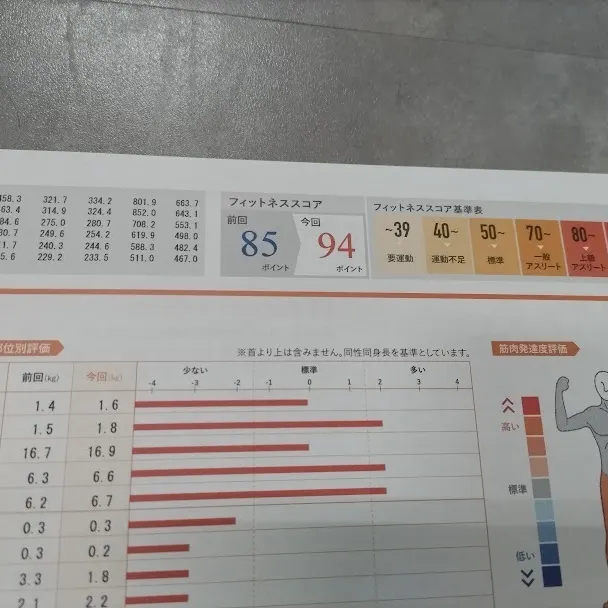 458.3 321.7 334.2 801.9 663.7
314.9 324.4 852.0 643.1
275.0 280.7 708.2 553.1
249.6 254.2 619.9 498.0
240.3 244.6 588.3 482.4
229.2 233.5 511.0 467.0
フィットネススコア
前回 今回
85 ポイント 94 ポイント
フィットネススコア基準表
~39 40~ 50~ 70~ 80~
要運動 運動不足 標準 一般アスリート 上級アスリート
部位別評価
※首より上は含みません。同性同身長を基準としています。
前回(kg) 今回(kg) 少ない 標準 多い
-4 -3 -2 -1 0 1 2 3 4
1.4 1.6
1.5 1.8
16.7 16.9
6.3 6.6
6.2 6.7
0.3 0.3
0.3 0.2
3.3 1.8
2.1 2.2
筋肉発達度評価
高い
標準
低い